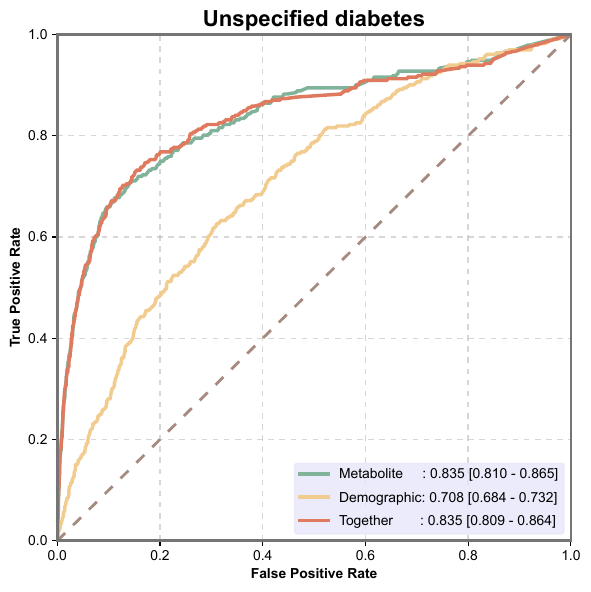 Unspecified diabetes
True Positive Rate
1.0
0.8
0.6
0.4
0.2
0.0
Metabolite : 0.835 [0.810 - 0.865]
Demographic: 0.708 [0.684 - 0.732]
Together : 0.835 [0.809 - 0.864]
0.0 0.2 0.4 0.6 0.8 1.0
False Positive Rate